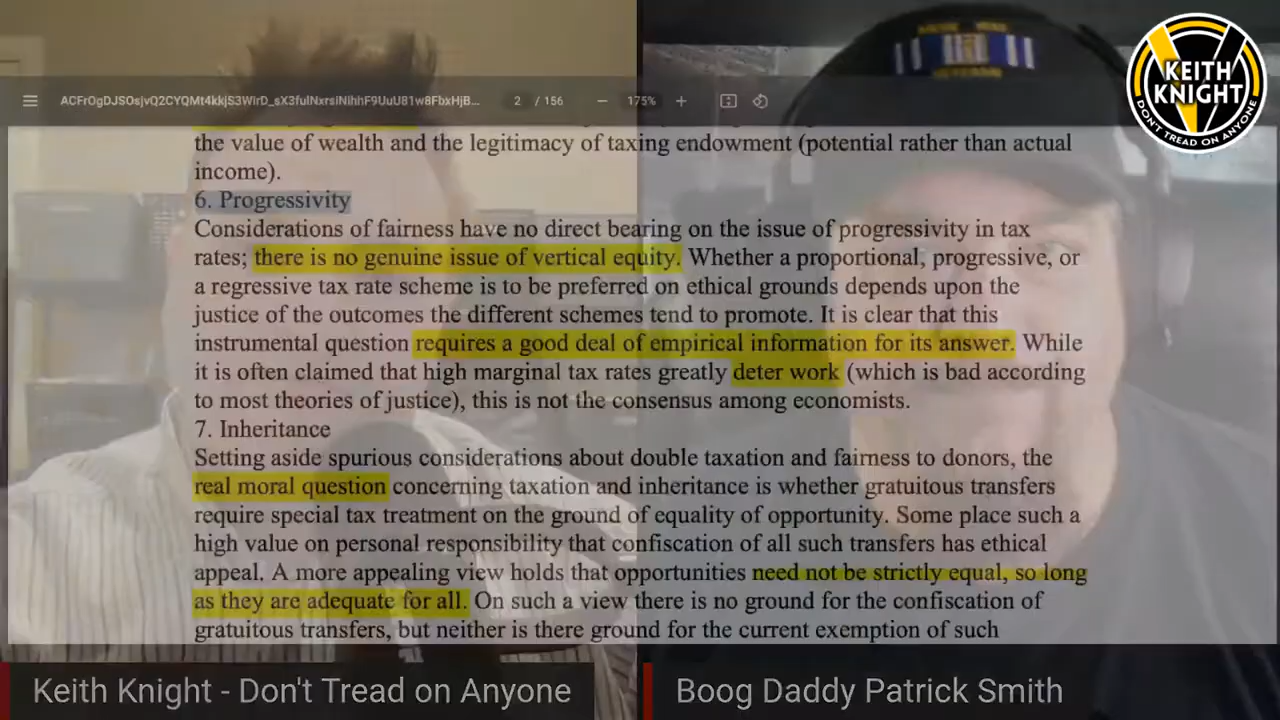 KEITH
KNIGHT
DON'T TREAD ON ANYONE
2 / 156
175%
the value of wealth and the legitimacy of taxing endowment (potential rather than actual
income).
6. Progressivity
Considerations of fairness have no direct bearing on the issue of progressivity in tax
rates; there is no genuine issue of vertical equity. Whether a proportional, progressive, or
a regressive tax rate scheme is to be preferred on ethical grounds depends upon the
justice of the outcomes the different schemes tend to promote. It is clear that this
instrumental question requires a good deal of empirical information for its answer. While
it is often claimed that high marginal tax rates greatly deter work (which is bad according
to most theories of justice), this is not the consensus among economists.
7. Inheritance
Setting aside spurious considerations about double taxation and fairness to donors, the
real moral question concerning taxation and inheritance is whether gratuitous transfers
require special tax treatment on the ground of equality of opportunity. Some place such a
high value on personal responsibility that confiscation of all such transfers has ethical
appeal. A more appealing view holds that opportunities need not be strictly equal, so long
as they are adequate for all. On such a view there is no ground for the confiscation of
gratuitous transfers, but neither is there ground for the current exemption of such
Keith Knight - Don't Tread on Anyone
Boog Daddy Patrick Smith